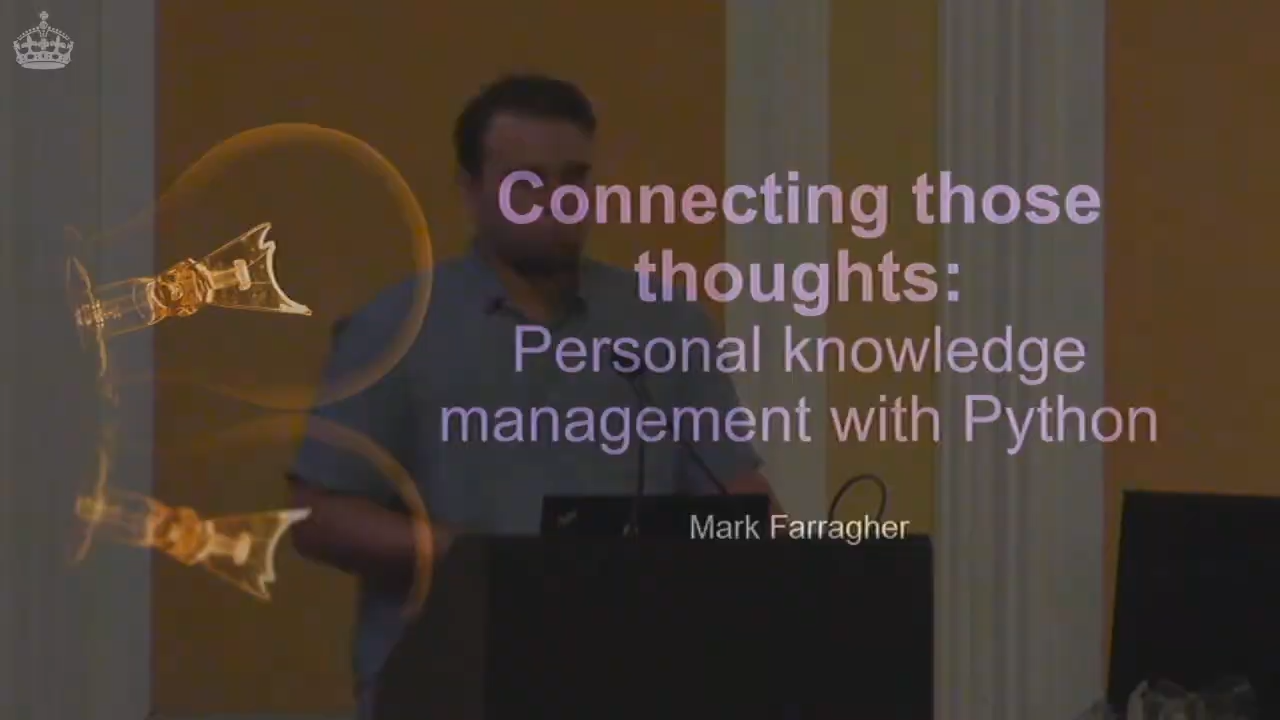 Connecting those
thoughts:
Personal knowledge
management with Python
Mark Farragher